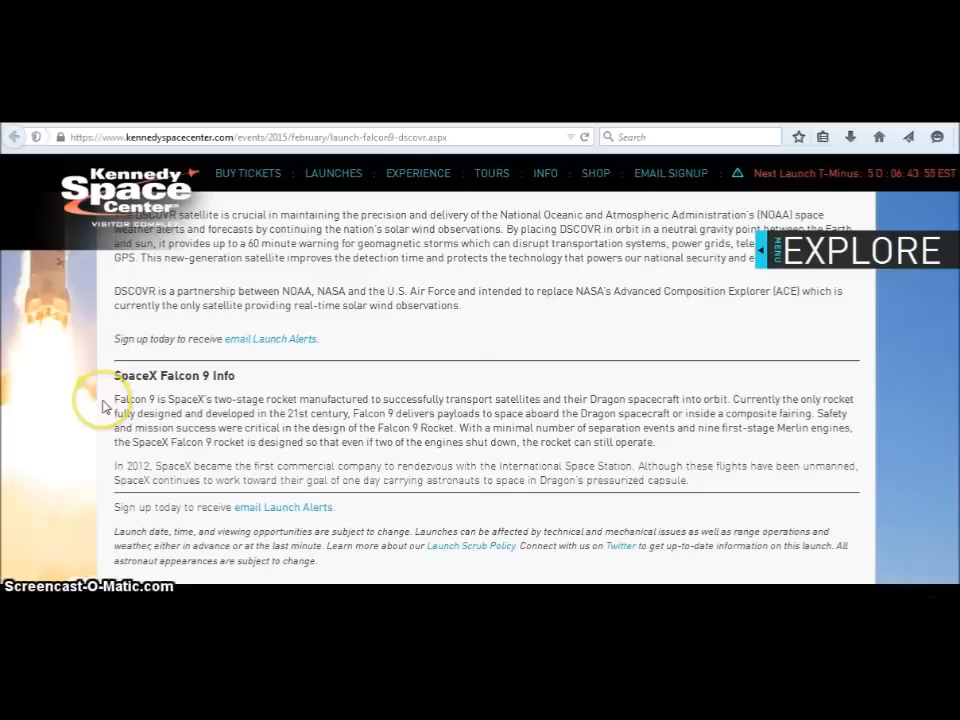 https://www.kennedyspacecenter.com/events/2015/february/launch-falcon9-dscovr.aspx
Search
Kennedy
Space
Center
VISITOR COMPLEX
BUY TICKETS : LAUNCHES : EXPERIENCE : TOURS : INFO : SHOP : EMAIL SIGNUP : Next Launch T-Minus: 5 D : 06 : 43 : 55 EST
DSCOVR satellite is crucial in maintaining the precision and delivery of the National Oceanic and Atmospheric Administration's (NOAA) space
weather alerts and forecasts by continuing the nation's solar wind observations. By placing DSCOVR in orbit in a neutral gravity point between the Earth
and sun, it provides up to a 60 minute warning for geomagnetic storms which can disrupt transportation systems, power grids,
GPS. This new-generation satellite improves the detection time and protects the technology that powers our national security and
MENU
EXPLORE
DSCOVR is a partnership between NOAA, NASA and the U.S. Air Force and intended to replace NASA's Advanced Composition Explorer (ACE) which is
currently the only satellite providing real-time solar wind observations.
Sign up today to receive email Launch Alerts.
SpaceX Falcon 9 Info
Falcon 9 is SpaceX's two-stage rocket manufactured to successfully transport satellites and their Dragon spacecraft into orbit. Currently the only rocket
fully designed and developed in the 21st century, Falcon 9 delivers payloads to space aboard the Dragon spacecraft or inside a composite fairing. Safety
and mission success were critical in the design of the Falcon 9 Rocket. With a minimal number of separation events and nine first-stage Merlin engines,
the SpaceX Falcon 9 rocket is designed so that even if two of the engines shut down, the rocket can still operate.
In 2012, SpaceX became the first commercial company to rendezvous with the International Space Station. Although these flights have been unmanned,
SpaceX continues to work toward their goal of one day carrying astronauts to space in Dragon's pressurized capsule.
Sign up today to receive email Launch Alerts
Launch date, time, and viewing opportunities are subject to change. Launches can be affected by technical and mechanical issues as well as range operations and
weather, either in advance or at the last minute. Learn more about our Launch Scrub Policy Connect with us on Twitter to get up-to-date information on this launch. All
astronaut appearances are subject to change.
Screencast-O-Matic.com